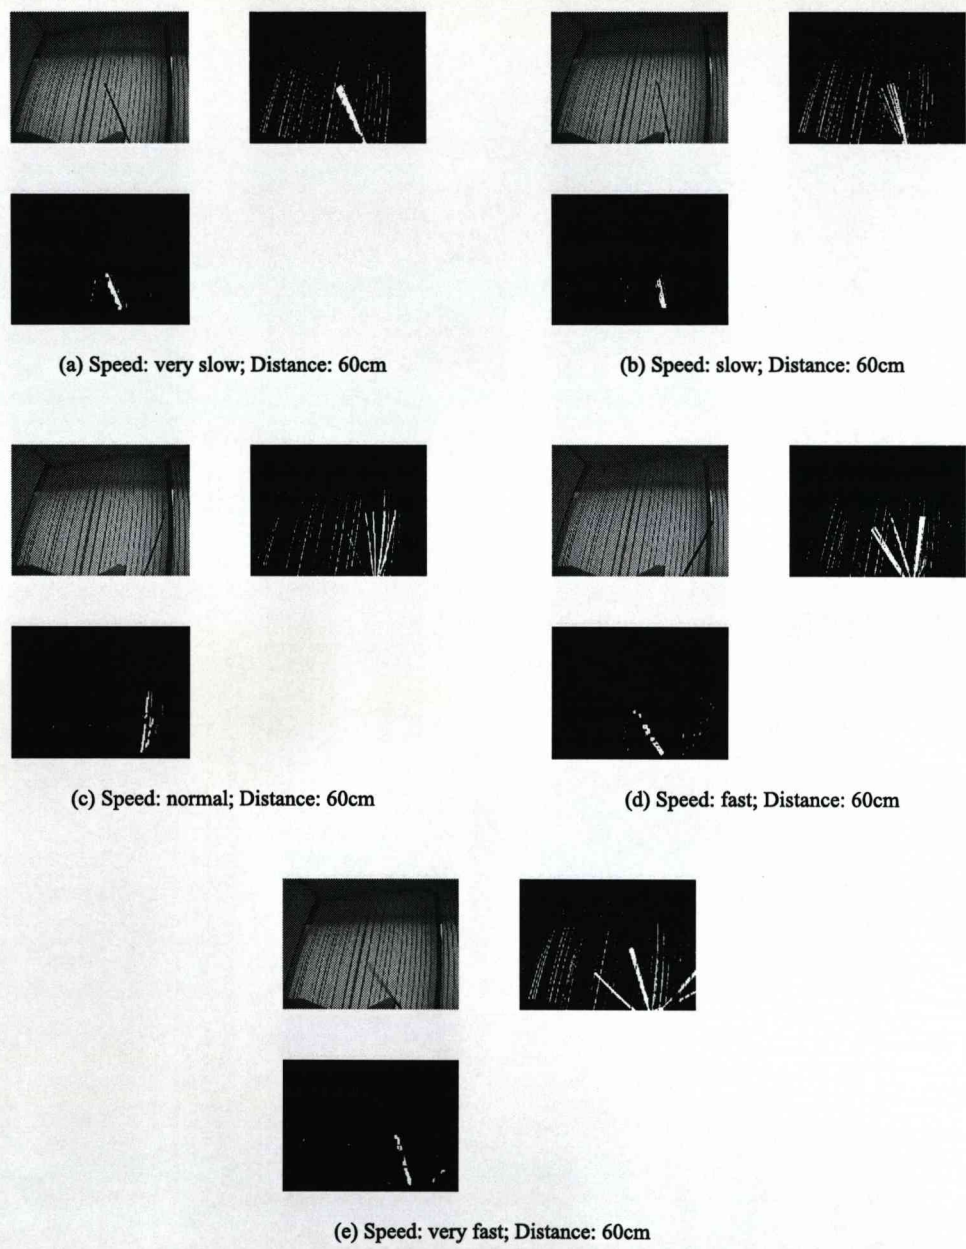 (a) Speed: very slow; Distance: 60cm
(b) Speed: slow; Distance: 60cm
(c) Speed: normal; Distance: 60cm
(d) Speed: fast; Distance: 60cm
(e) Speed: very fast; Distance: 60cm